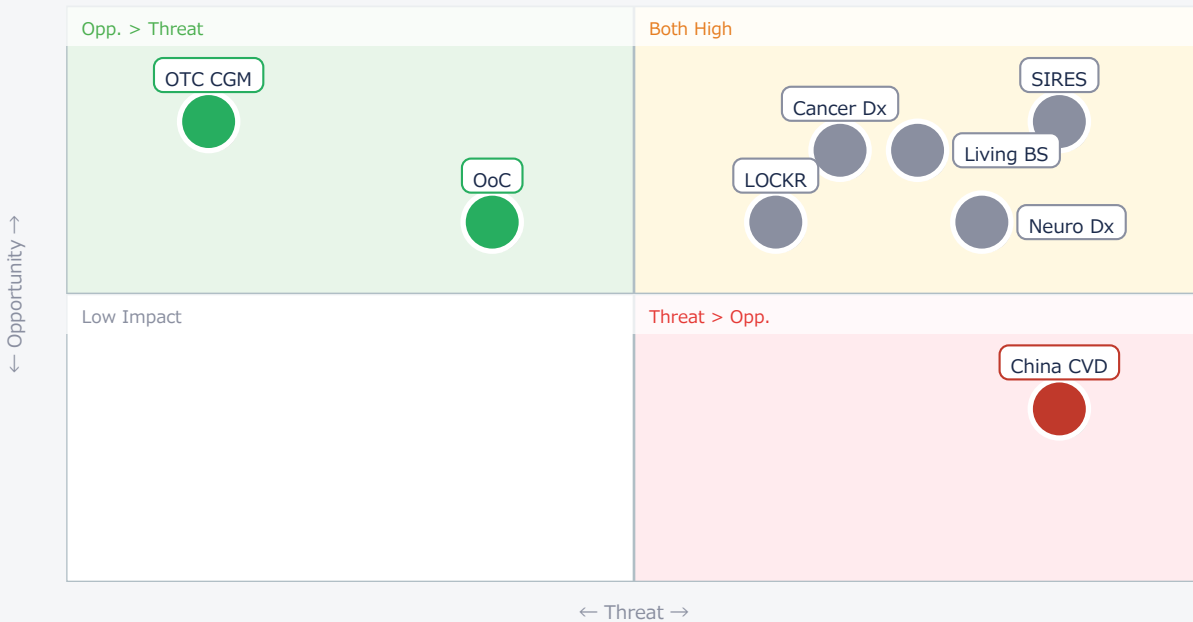 Opp. > Threat
Both High
OTC CGM
SIRES
Cancer Dx
Living BS
OoC
LOCKR
Neuro Dx
← Opportunity →
Low Impact
Threat > Opp.
China CVD
← Threat →